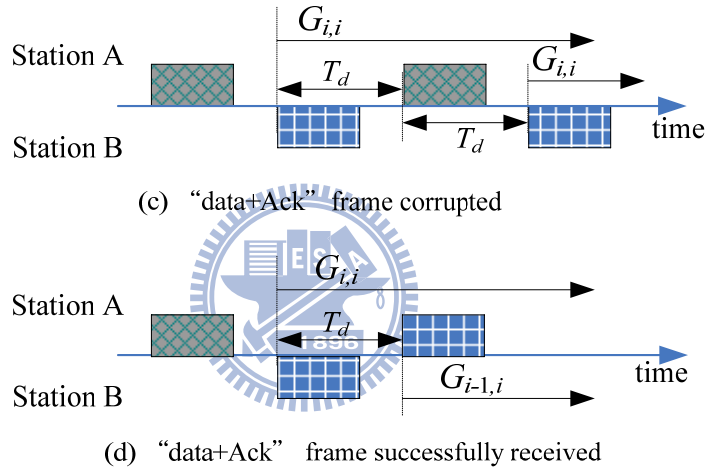 G_{i,i}
Station A
T_d
G_{i,i}
T_d
time
Station B
(c) “data+Ack” frame corrupted
E S A
G_{i,i}
Station A
T_d
1896
time
Station B
G_{i-1,i}
(d) “data+Ack” frame successfully received